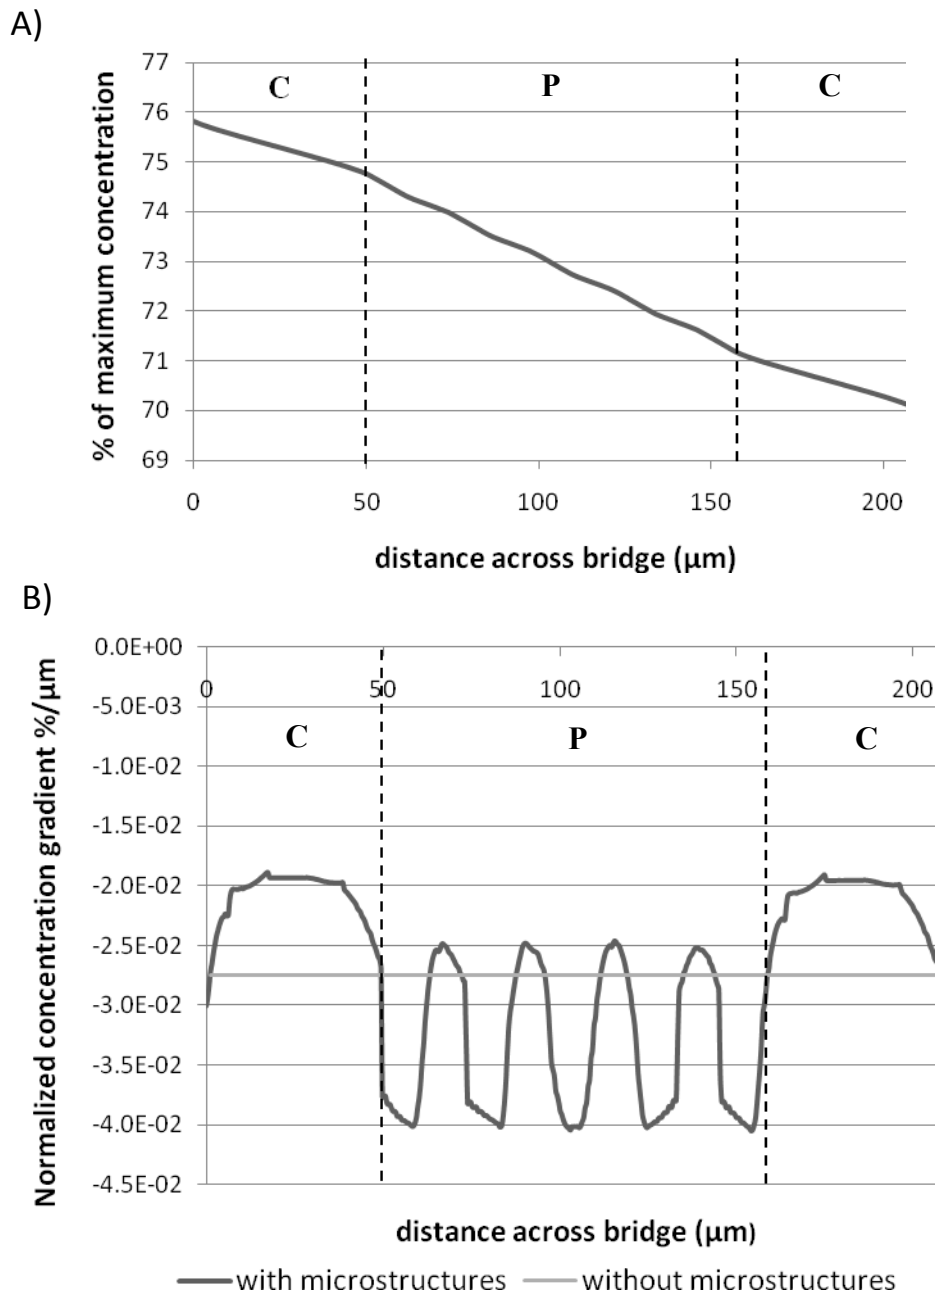 A)
% of maximum concentration
77
76
75
74
73
72
71
70
69
C P C
0 50 100 150 200
distance across bridge (µm)
B)
Normalized concentration gradient %/µm
0.0E+00
0 50 100 150 200
-5.0E-03
C P C
-1.0E-02
-1.5E-02
-2.0E-02
-2.5E-02
-3.0E-02
-3.5E-02
-4.0E-02
-4.5E-02
distance across bridge (µm)
with microstructures without microstructures